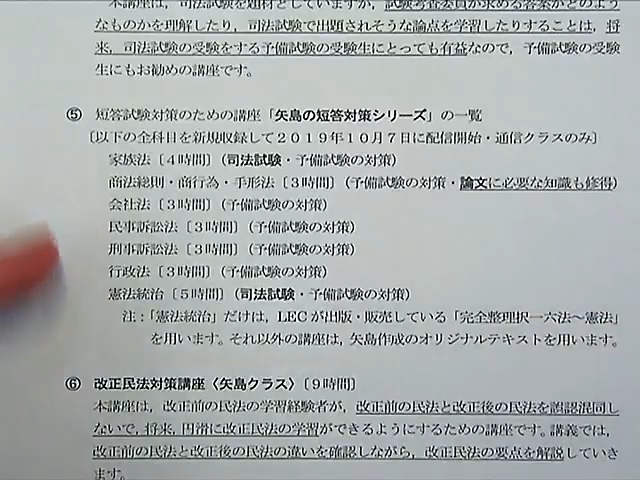 本講座は，司法試験を題材としていますが，試験考査委員が求める答案がどのよう
なものかを理解したり，司法試験で出題されそうな論点を学習したりすることは，将
来，司法試験の受験をする予備試験の受験生にとっても有益なので，予備試験の受験
生にもお勧めの講座です。
⑤ 短答試験対策のための講座「矢島の短答対策シリーズ」の一覧
〔以下の全科目を新規収録して２０１９年１０月７日に配信開始・通信クラスのみ〕
家族法〔４時間〕（司法試験・予備試験の対策）
商法総則・商行為・手形法〔３時間〕（予備試験の対策・論文に必要な知識も修得）
会社法〔３時間〕（予備試験の対策）
民事訴訟法〔３時間〕（予備試験の対策）
刑事訴訟法〔３時間〕（予備試験の対策）
行政法〔３時間〕（予備試験の対策）
憲法統治〔５時間〕（司法試験・予備試験の対策）
注：「憲法統治」だけは，LECが出版・販売している「完全整理択一六法～憲法」
を用います。それ以外の講座は，矢島作成のオリジナルテキストを用います。
⑥ 改正民法対策講座〈矢島クラス〉〔９時間〕
本講座は，改正前の民法の学習経験者が，改正前の民法と改正後の民法を誤認混同し
ないで，将来，円滑に改正民法の学習ができるようにするための講座です。講義では，
改正前の民法と改正後の民法の違いを確認しながら，改正民法の要点を解説していき
ます。